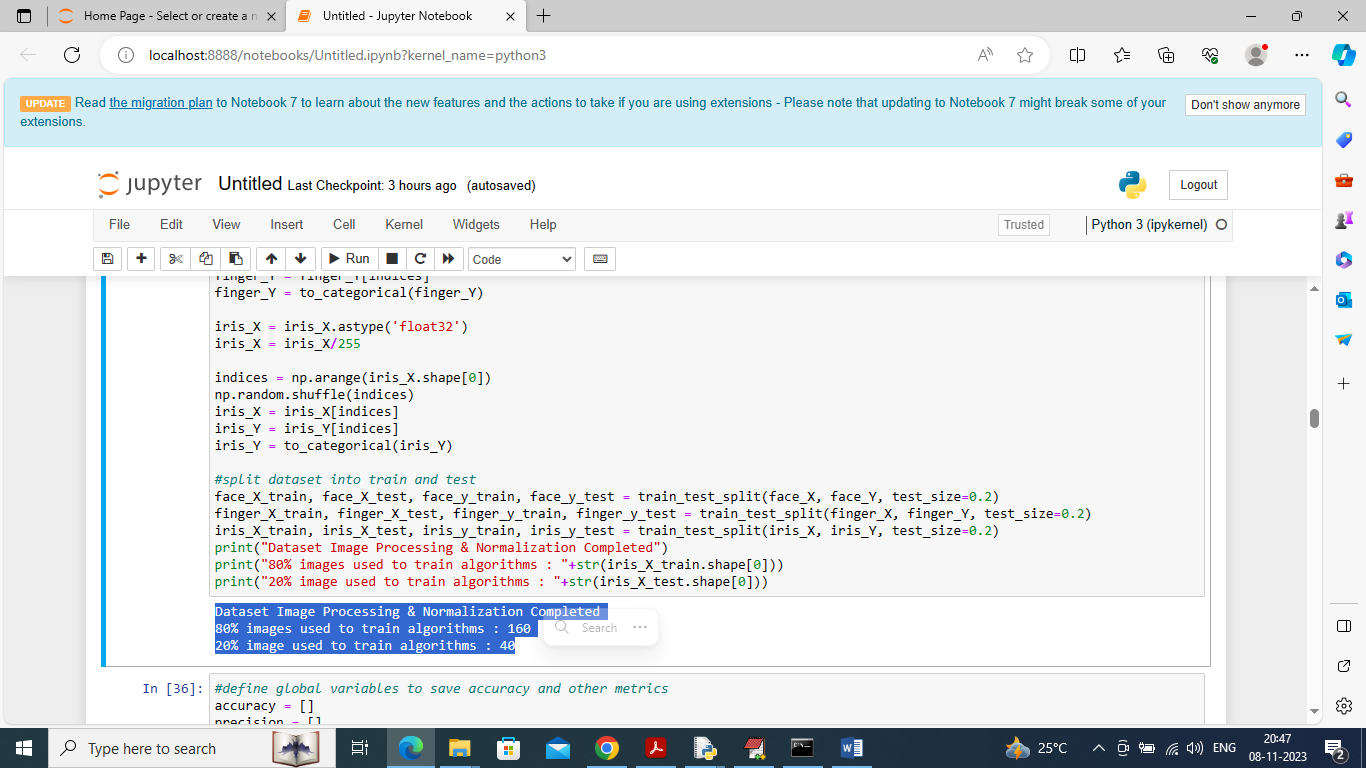 Home Page - Select or create a n
Untitled - Jupyter Notebook
localhost:8888/notebooks/Untitled.ipynb?kernel_name=python3
UPDATE Read the migration plan to Notebook 7 to learn about the new features and the actions to take if you are using extensions - Please note that updating to Notebook 7 might break some of your
extensions.
Don't show anymore
jupyter Untitled Last Checkpoint: 3 hours ago (autosaved)
Logout
File Edit View Insert Cell Kernel Widgets Help
Trusted
Python 3 (ipykernel)
Run
Code
finger_Y = finger_Y[indices]
finger_Y = to_categorical(finger_Y)
iris_X = iris_X.astype('float32')
iris_X = iris_X/255
indices = np.arange(iris_X.shape[0])
np.random.shuffle(indices)
iris_X = iris_X[indices]
iris_Y = iris_Y[indices]
iris_Y = to_categorical(iris_Y)
#split dataset into train and test
face_X_train, face_X_test, face_y_train, face_y_test = train_test_split(face_X, face_Y, test_size=0.2)
finger_X_train, finger_X_test, finger_y_train, finger_y_test = train_test_split(finger_X, finger_Y, test_size=0.2)
iris_X_train, iris_X_test, iris_y_train, iris_y_test = train_test_split(iris_X, iris_Y, test_size=0.2)
print("Dataset Image Processing & Normalization Completed")
print("80% images used to train algorithms : "+str(iris_X_train.shape[0]))
print("20% image used to train algorithms : "+str(iris_X_test.shape[0]))
Dataset Image Processing & Normalization Completed
80% images used to train algorithms : 160
20% image used to train algorithms : 40
Search
In [36]: #define global variables to save accuracy and other metrics
accuracy = []
precision = []
Type here to search
25°C
ENG
20:47
08-11-2023
2